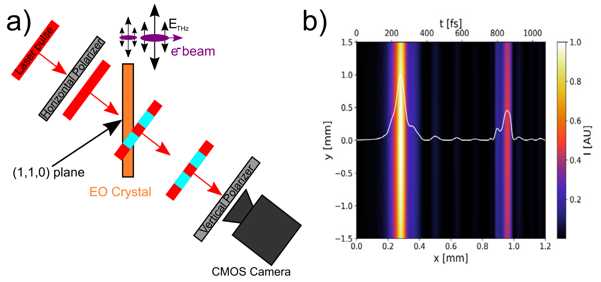 a)
Laser pulse
Horizontal Polarizer
E THz
e⁻ beam
(1,1,0) plane
EO Crystal
Vertical Polarizer
CMOS Camera
b)
t [fs]
0 200 400 600 800 1000
1.5
1.0
0.5
0.0
−0.5
−1.0
−1.5
y [mm]
0.0 0.2 0.4 0.6 0.8 1.0 1.2
x [mm]
1.0
0.8
0.6
0.4
0.2
I [AU]